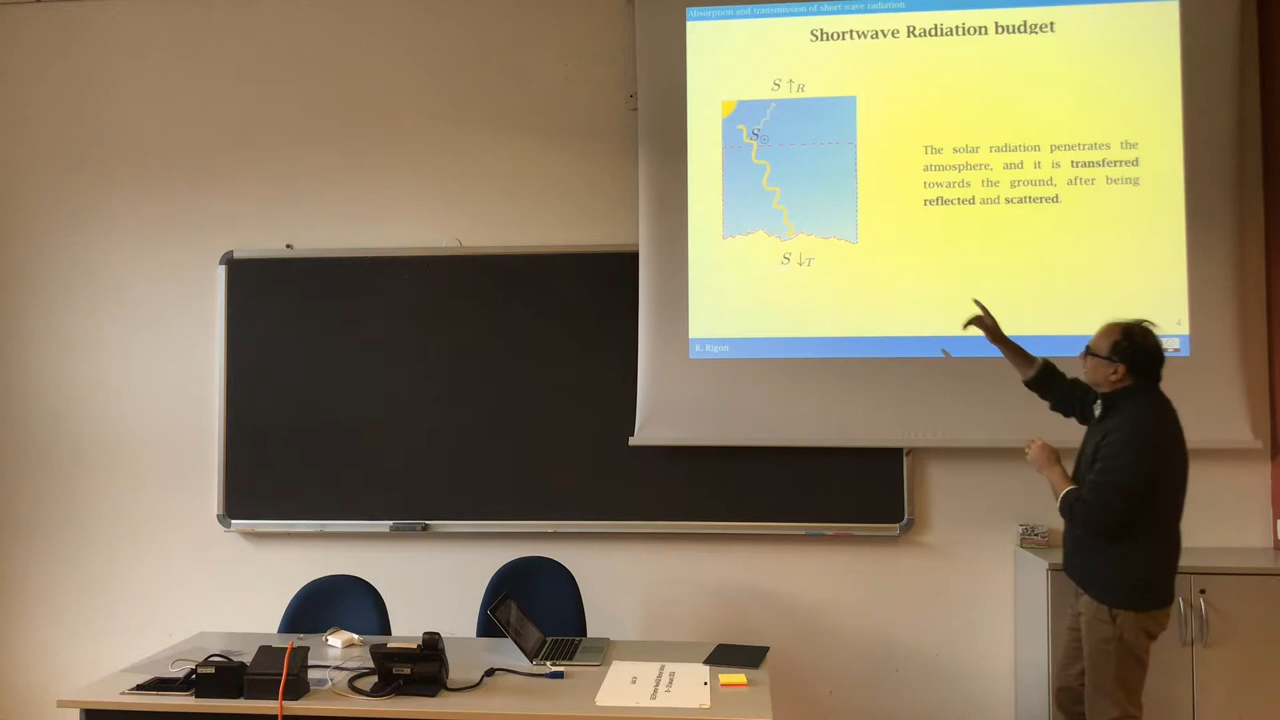 Absorption and transmission of short wave radiation
Shortwave Radiation budget
S ↑R
S☉
The solar radiation penetrates the
atmosphere, and it is transferred
towards the ground, after being
reflected and scattered.
S ↓T
4
R. Rigon